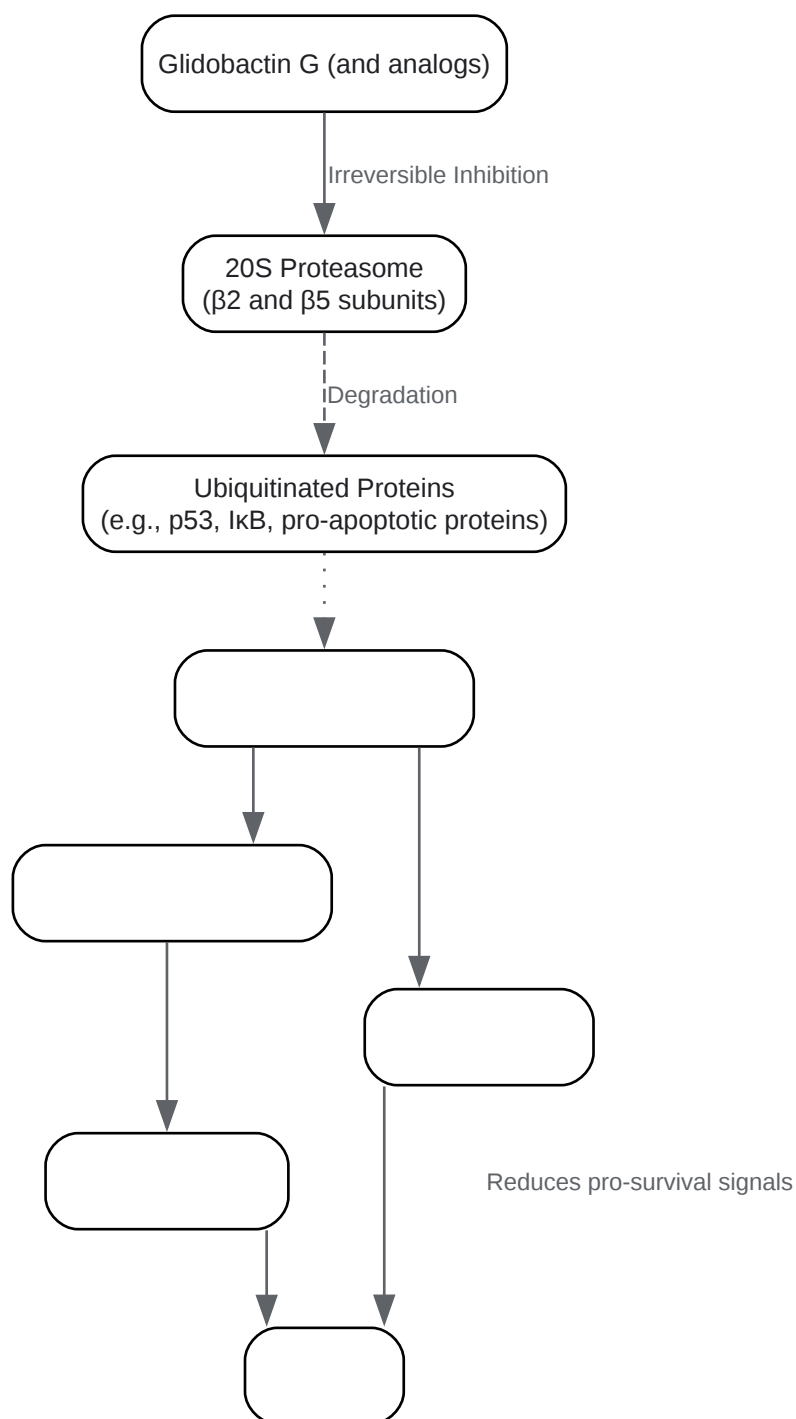 Glidobactin G (and analogs)
Irreversible Inhibition
20S Proteasome
(β2 and β5 subunits)
Degradation
Ubiquitinated Proteins
(e.g., p53, IκB, pro-apoptotic proteins)
Reduces pro-survival signals